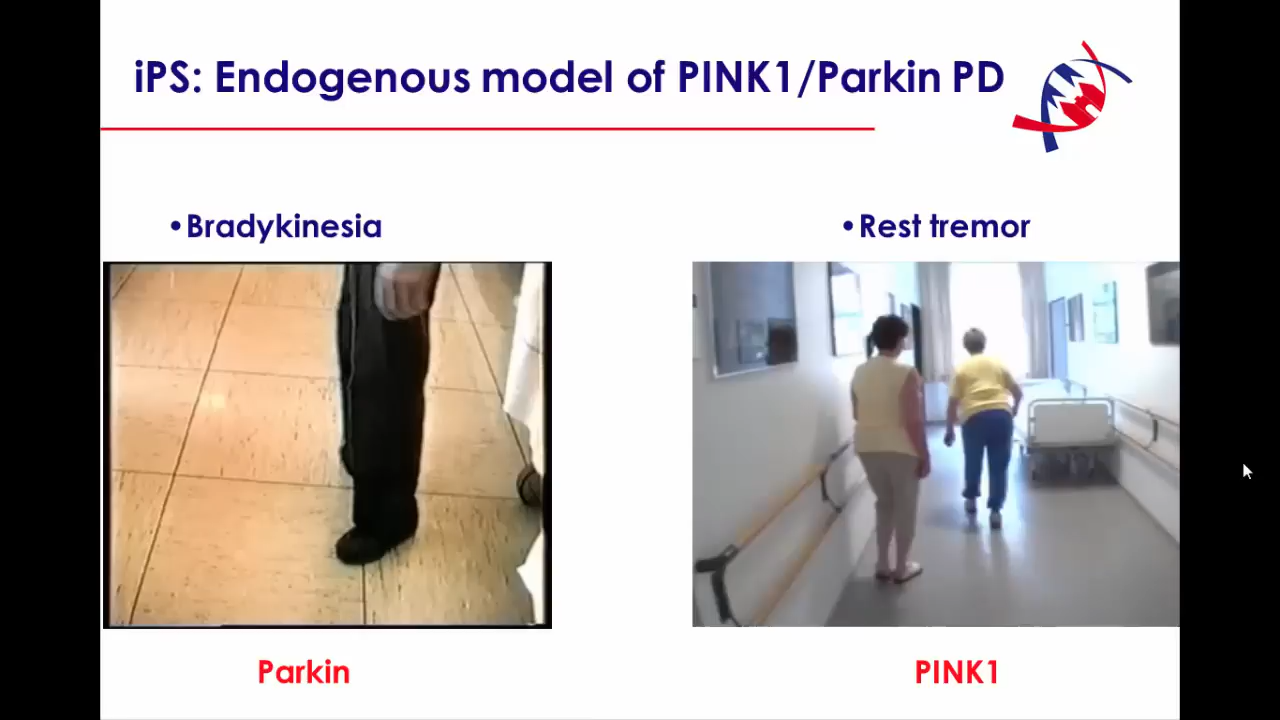 iPS: Endogenous model of PINK1/Parkin PD
•Bradykinesia
•Rest tremor
Parkin
PINK1